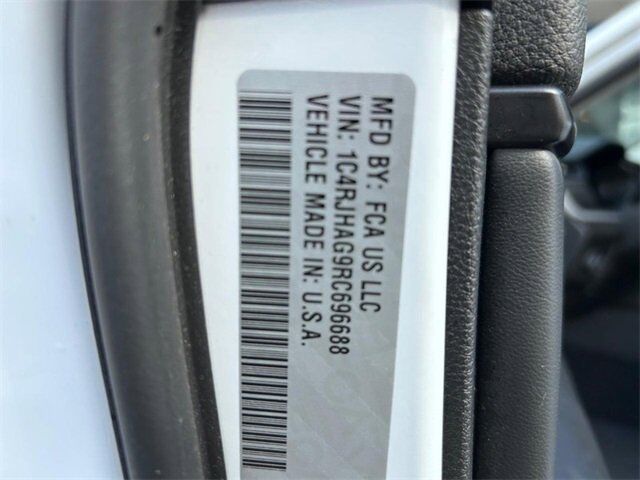 MFD BY: FCA US LLC
VIN: 1C4RJHAG9RC696688
VEHICLE MADE IN: U.S.A.